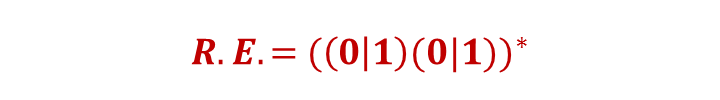 R. E. = ((0|1)(0|1))*